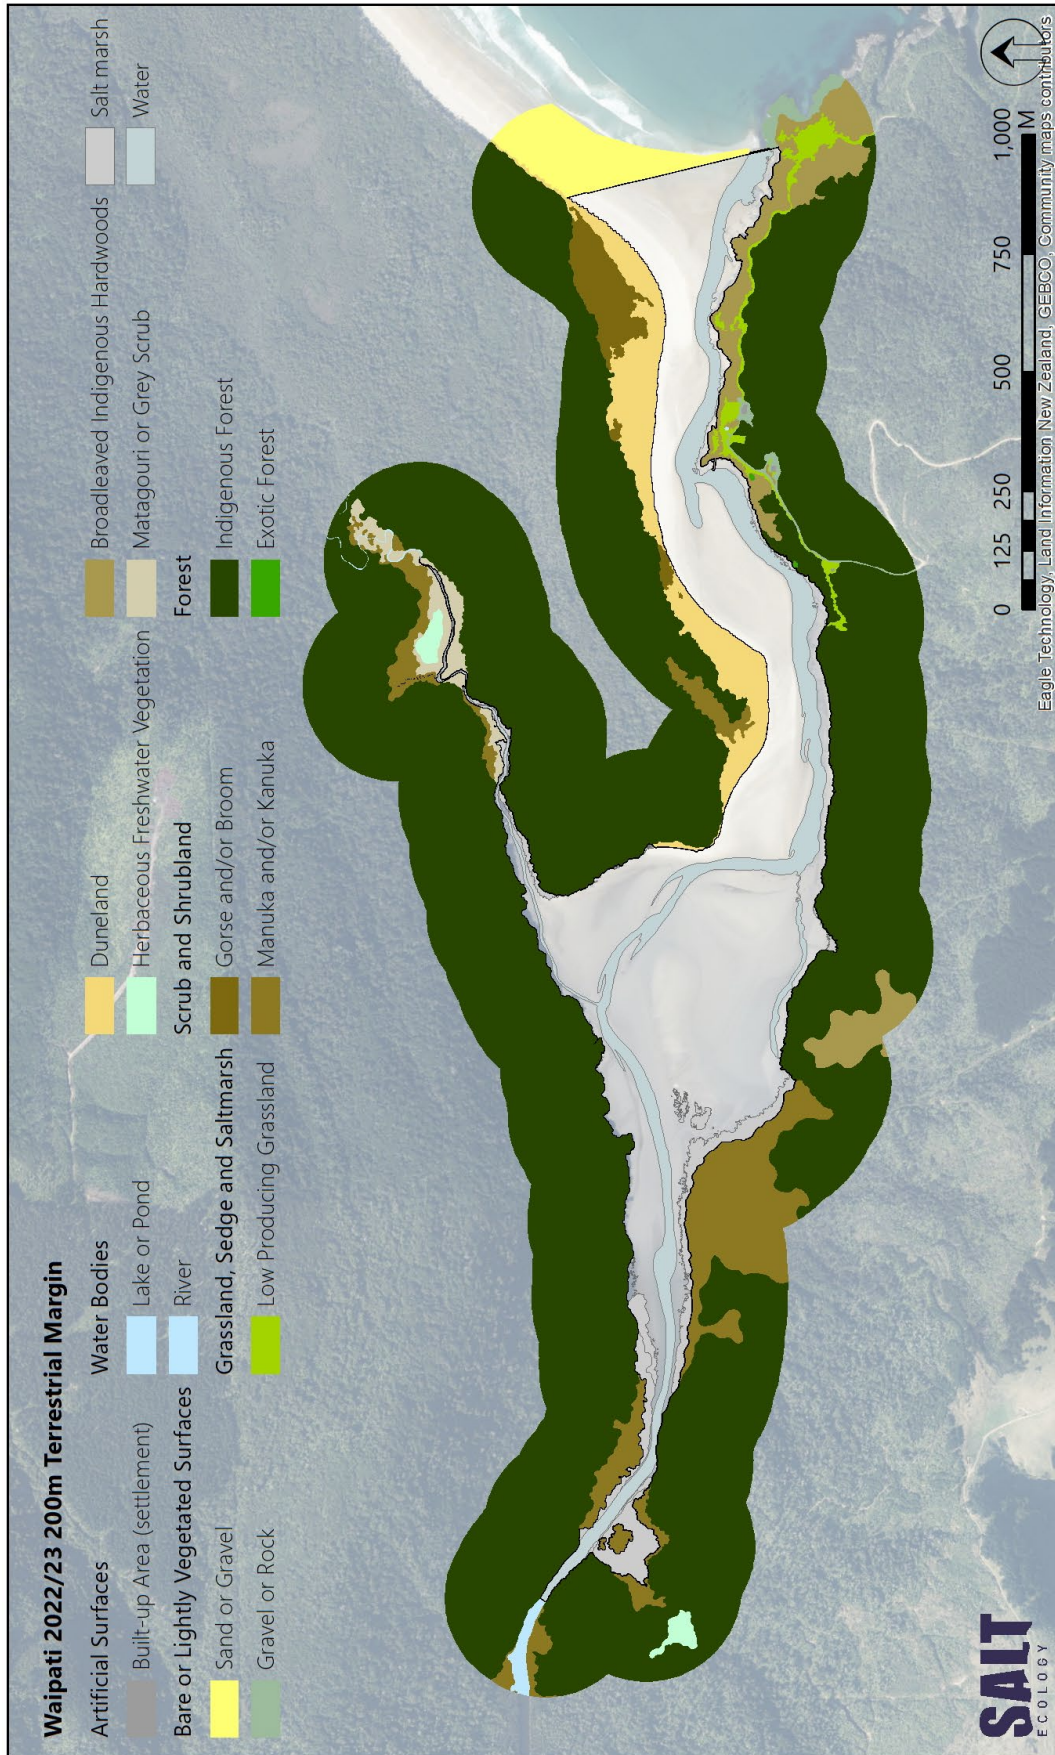 Waipati 2022/23 200m Terrestrial Margin
Artificial Surfaces
Built-up Area (settlement)
Bare or Lightly Vegetated Surfaces
Sand or Gravel
Gravel or Rock
Water Bodies
Lake or Pond
River
Grassland, Sedge and Saltmarsh
Low Producing Grassland
Duneland
Herbaceous Freshwater Vegetation
Scrub and Shrubland
Gorse and/or Broom
Manuka and/or Kanuka
Broadleaved Indigenous Hardwoods
Matagouri or Grey Scrub
Forest
Indigenous Forest
Exotic Forest
Salt marsh
Water
SALT
ECOLOGY
0 125 250 500 750 1,000
M
Eagle Technology, Land Information New Zealand, GEBCO, Community maps contributors